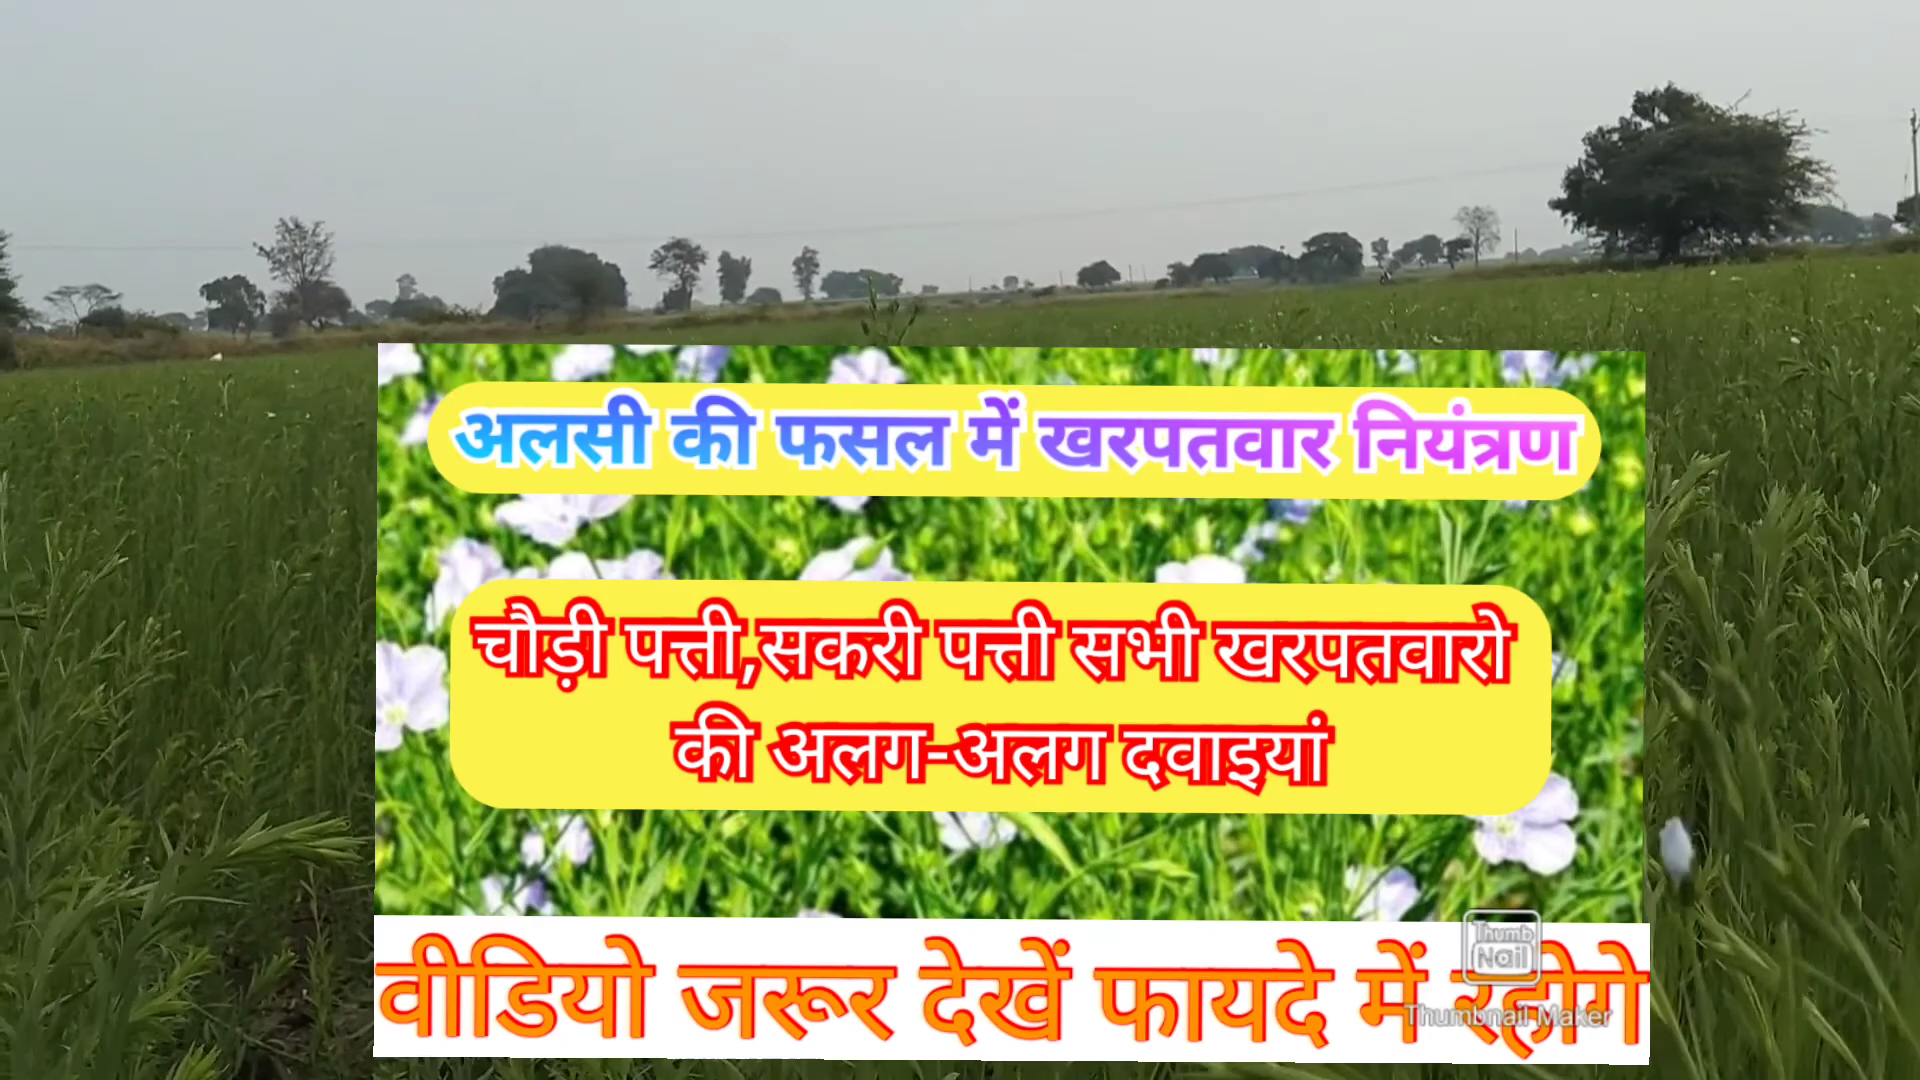 अलसी की फसल में खरपतवार नियंत्रण
चौड़ी पत्ती,सकरी पत्ती सभी खरपतवारो
की अलग-अलग दवाइयां
वीडियो जरूर देखें फायदे में रहोगे
Thumb
Nail
Thumbnail Maker